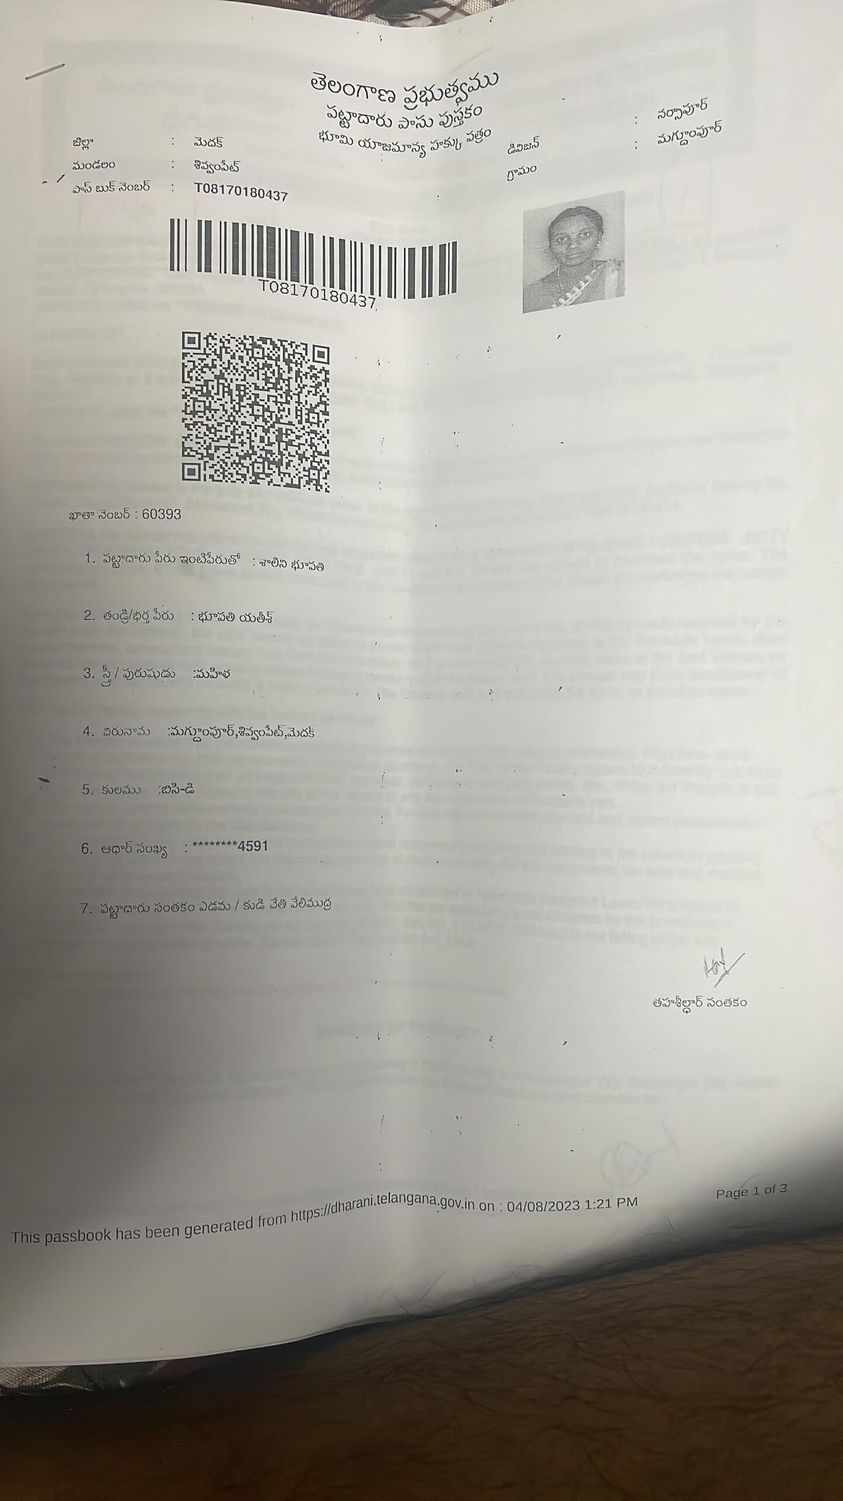 తెలంగాణ ప్రభుత్వము
పట్టాదారు పాసు పుస్తకం
భూమి యాజమాన్య హక్కు పత్రం
జిల్లా : మెదక్
డివిజన్ : నర్సాపూర్
మండలం : శివ్వంపేట్
గ్రామం : మగ్దుంపూర్
పాస్ బుక్ నెంబర్ : T08170180437
T08170180437
ఖాతా నెంబర్ : 60393
1. పట్టాదారు పేరు ఇంటిపేరుతో : శాలిని భూపతి
2. తండ్రి/భర్త పేరు : భూపతి యతీశ్
3. స్త్రీ / పురుషుడు :మహిళ
4. చిరునామ :మగ్దుంపూర్,శివ్వంపేట్,మెదక్
5. కులము :బిసి-డి
6. ఆధార్ సంఖ్య : ********4591
7. పట్టాదారు సంతకం ఎడమ / కుడి చేతి వేలిముద్ర
తహశీల్దార్ సంతకం
This passbook has been generated from https://dharani.telangana.gov.in on : 04/08/2023 1:21 PM
Page 1 of 3